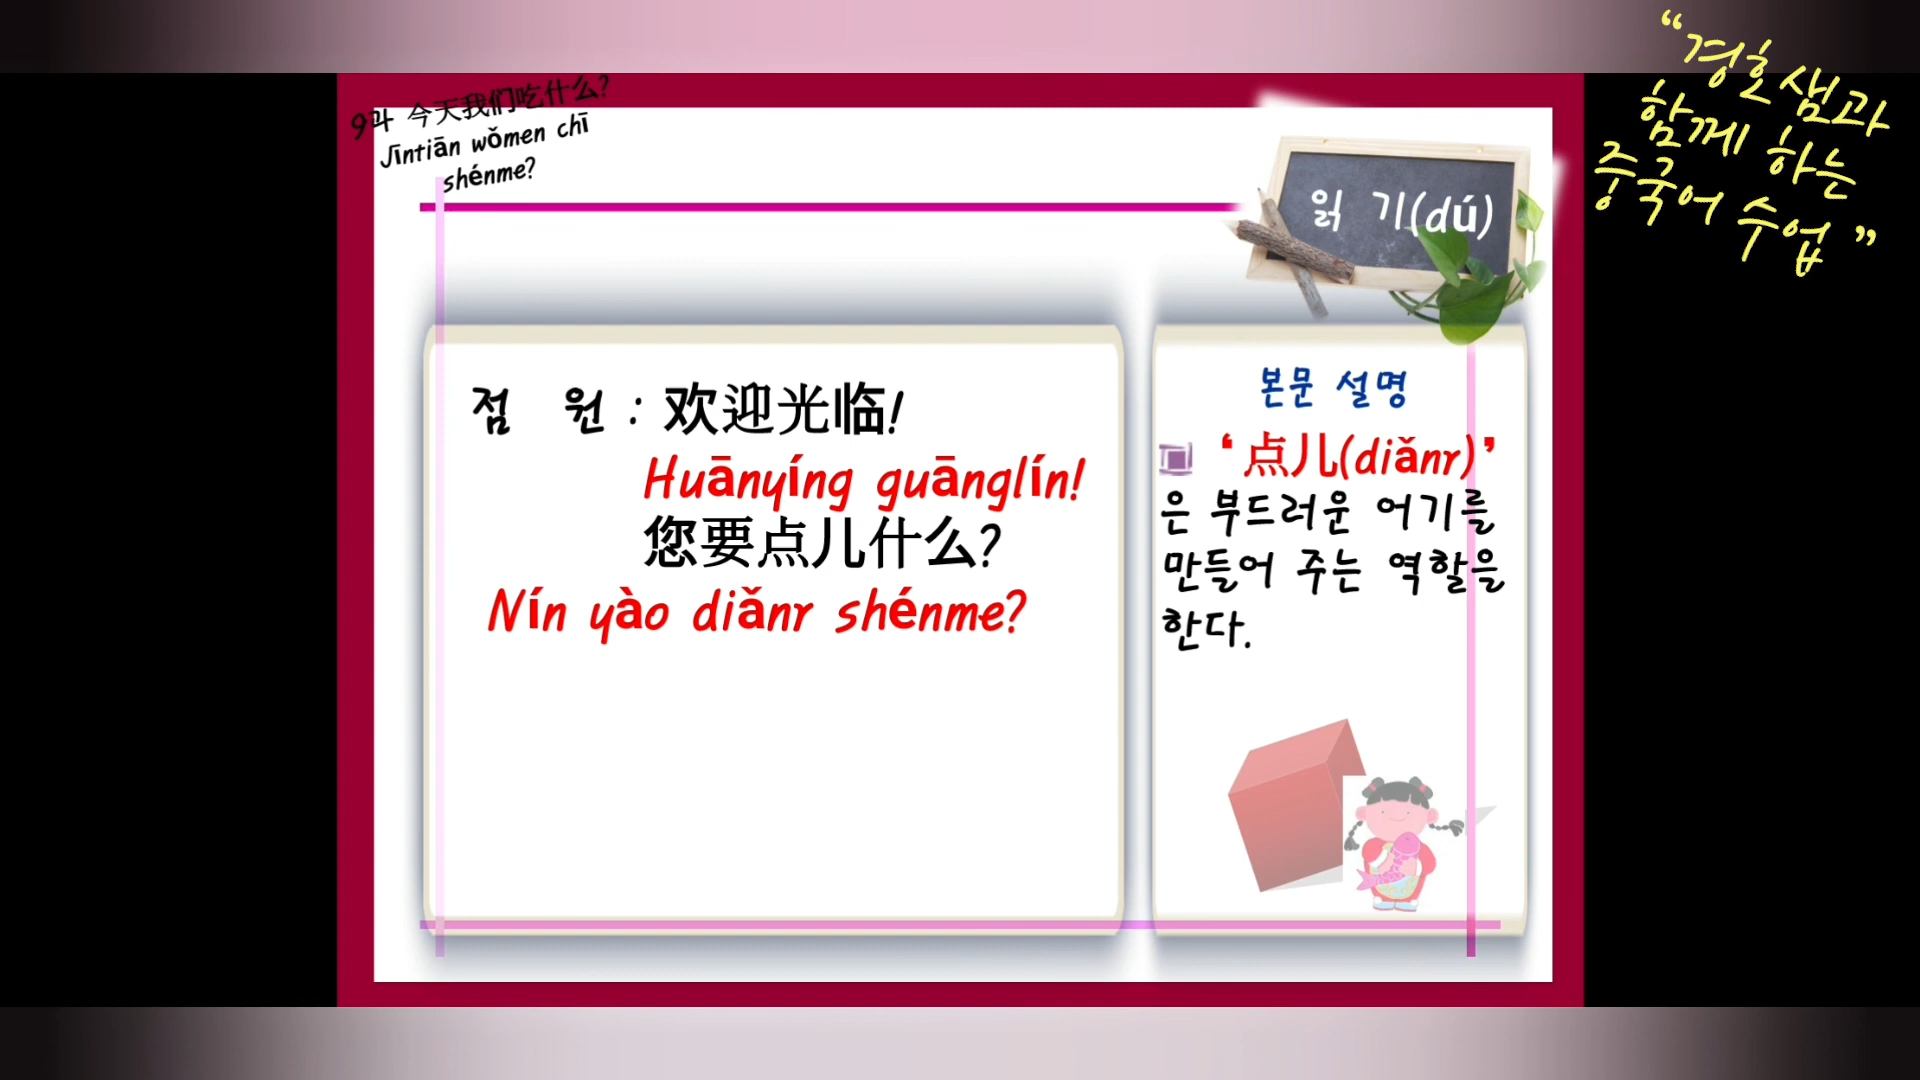 9과 今天我们吃什么?
Jīntiān wǒmen chī
shénme?
“경호샘과
함께 하는
중국어 수업”
읽 기(dú)
점 원 : 欢迎光临!
Huānyíng guānglín!
您要点儿什么?
Nín yào diǎnr shénme?
본문 설명
‘点儿(diǎnr)’
은 부드러운 어기를
만들어 주는 역할을
한다.